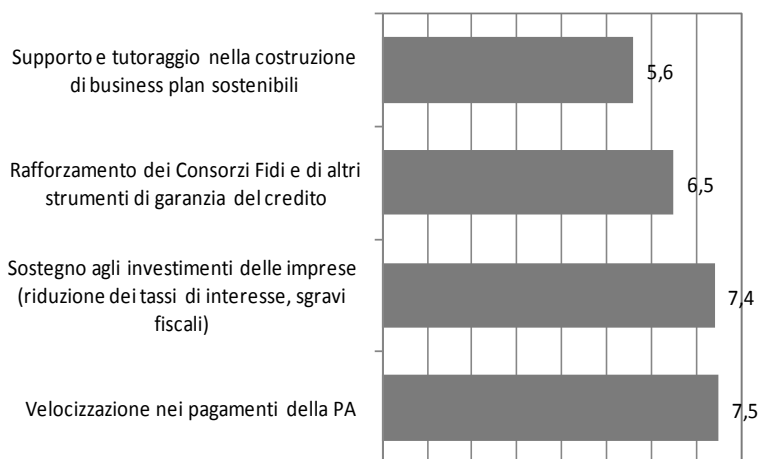 Supporto e tutoraggio nella costruzione
di business plan sostenibili
5,6
Rafforzamento dei Consorzi Fidi e di altri
strumenti di garanzia del credito
6,5
Sostegno agli investimenti delle imprese
(riduzione dei tassi di interesse, sgravi
fiscali)
7,4
Velocizzazione nei pagamenti della PA
7,5